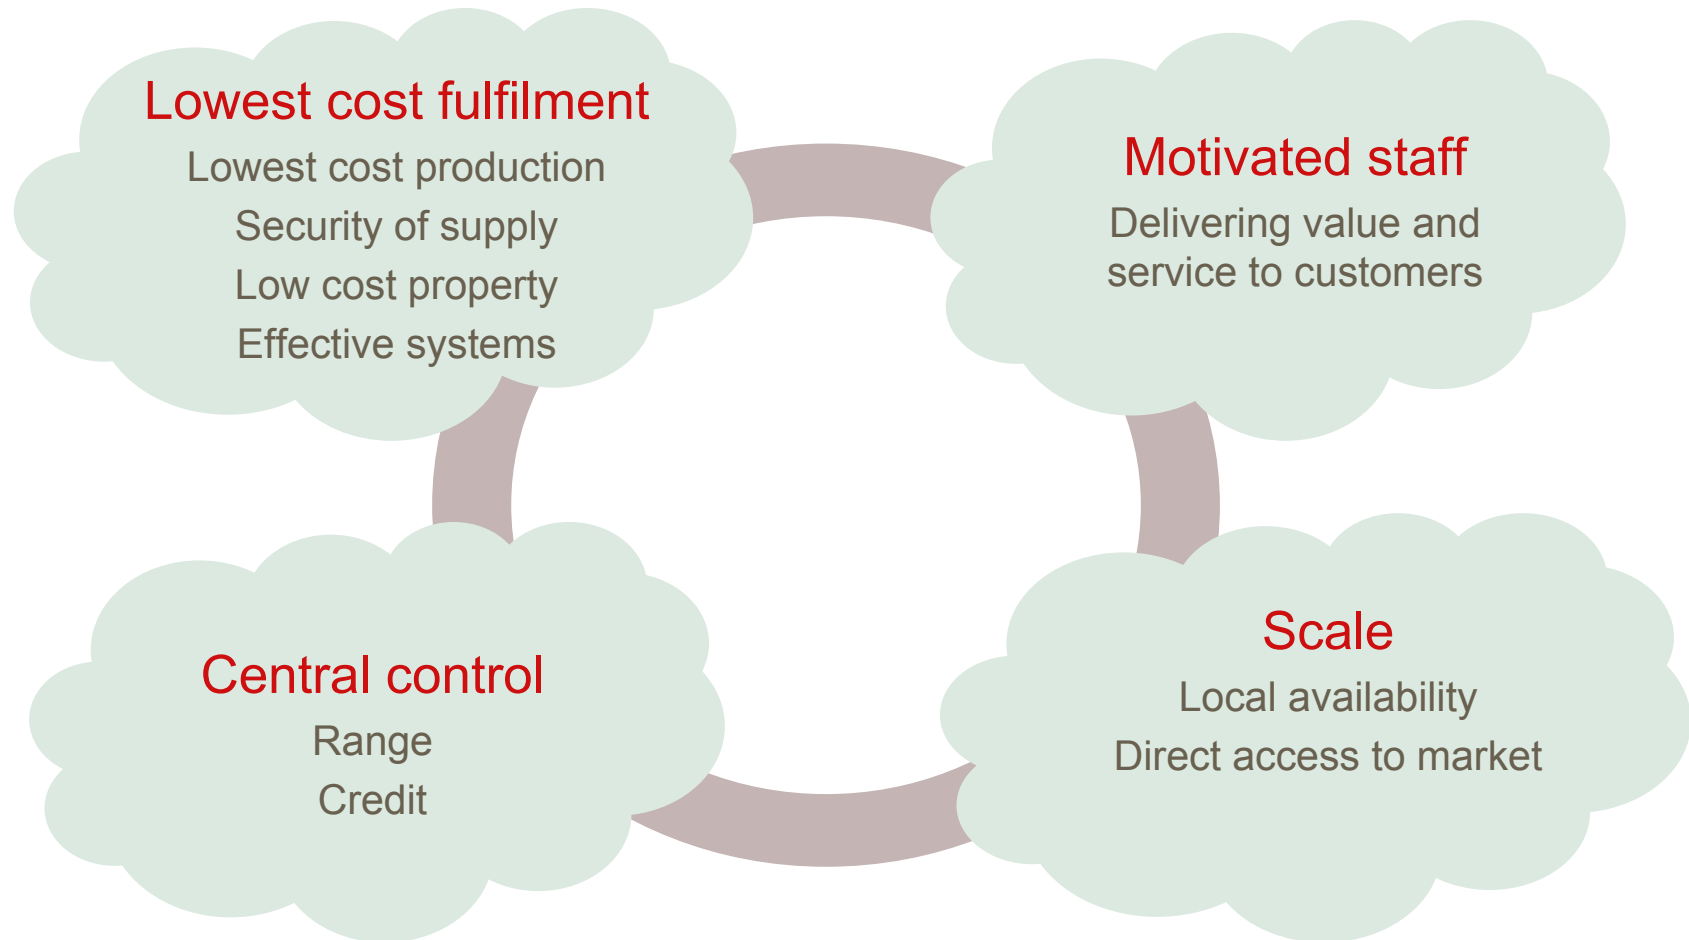 Lowest cost fulfilment
Lowest cost production
Security of supply
Low cost property
Effective systems
Motivated staff
Delivering value and
service to customers
Central control
Range
Credit
Scale
Local availability
Direct access to market